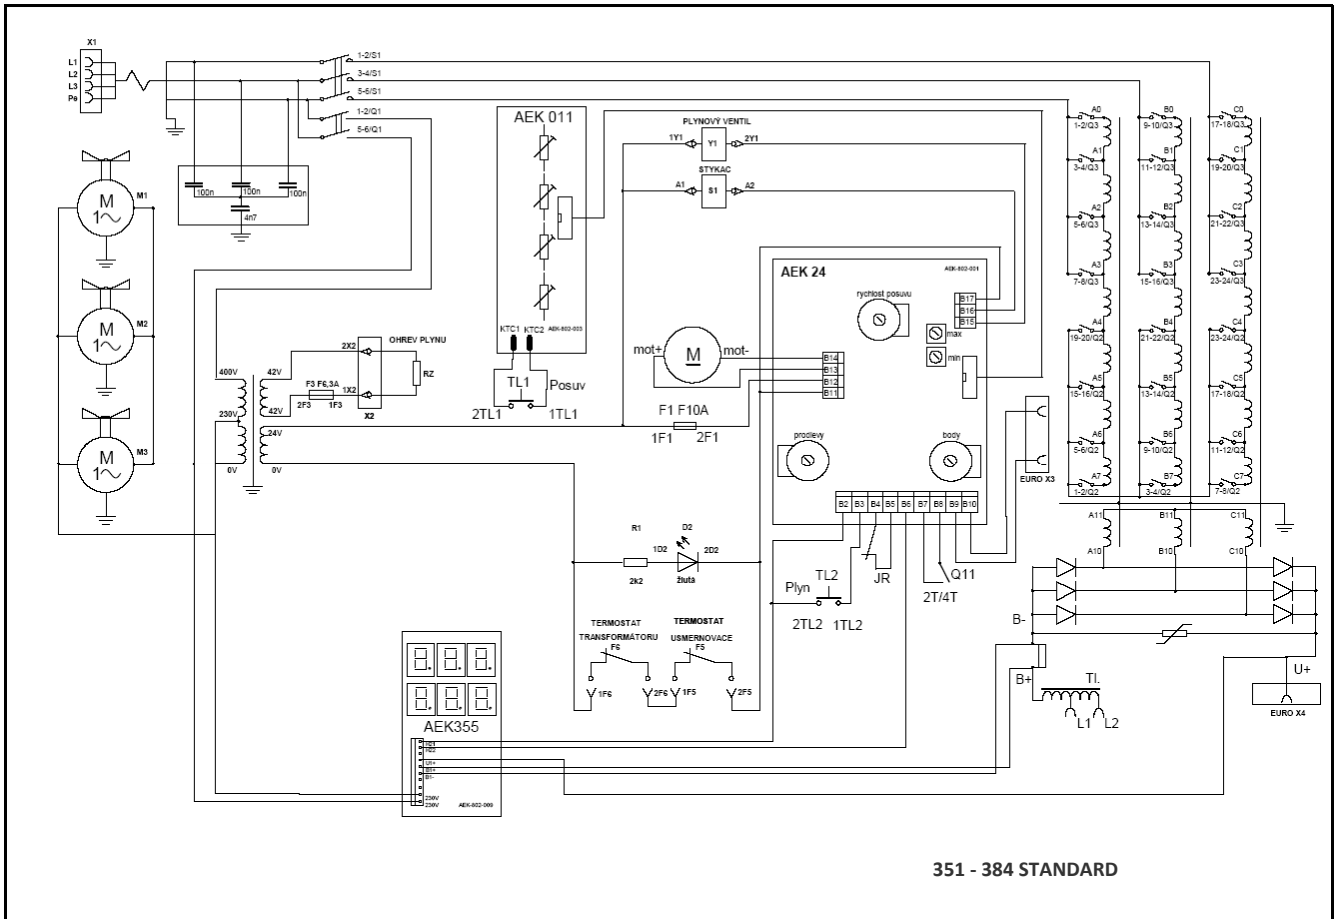 X1
L1
L2
L3
Pe
1-2/S1
3-4/S1
5-6/S1
1-2/Q1
5-6/Q1
100n
100n
100n
4n7
M
1
M1
M
1
M2
M
1
M3
AEK 011
KTC1
KTC2
AEK-802-003
TL1
Posuv
2TL1
1TL1
PLYNOVÝ VENTIL
1Y1
Y1
2Y1
STYKAC
A1
S1
A2
AEK 24
AEK-802-001
rychlost posuvu
B17
B16
B15
max
min
B14
B13
B12
B11
mot+
M
mot-
F1 F10A
1F1
2F1
prodlevy
body
B2
B3
B4
B5
B6
B7
B8
B9
B10
EURO X3
OHREV PLYNU
2X2
1X2
X2
RZ
F3 F6,3A
2F3
1F3
400V
230V
0V
42V
42V
24V
0V
R1
2k2
D2
1D2
2D2
žlutá
Plyn
TL2
2TL2
1TL2
JR
Q11
2T/4T
TERMOSTAT
TRANSFORMÁTORU
F6
1F6
2F6
TERMOSTAT
USMERNOVACE
F5
1F5
2F5
AEK355
H21
H22
U1+
B1+
B1-
230V
230V
AEK-802-009
A0
1-2/Q3
A1
3-4/Q3
A2
5-6/Q3
A3
7-8/Q3
A4
19-20/Q2
A5
15-16/Q2
A6
5-6/Q2
A7
1-2/Q2
B0
9-10/Q3
B1
11-12/Q3
B2
13-14/Q3
B3
15-16/Q3
B4
21-22/Q2
B5
13-14/Q2
B6
9-10/Q2
B7
3-4/Q2
C0
17-18/Q3
C1
19-20/Q3
C2
21-22/Q3
C3
23-24/Q3
C4
23-24/Q2
C5
17-18/Q2
C6
11-12/Q2
C7
7-8/Q2
A11
A10
B11
B10
C11
C10
B-
B+
Tl.
L1
L2
U+
EURO X4
351 - 384 STANDARD